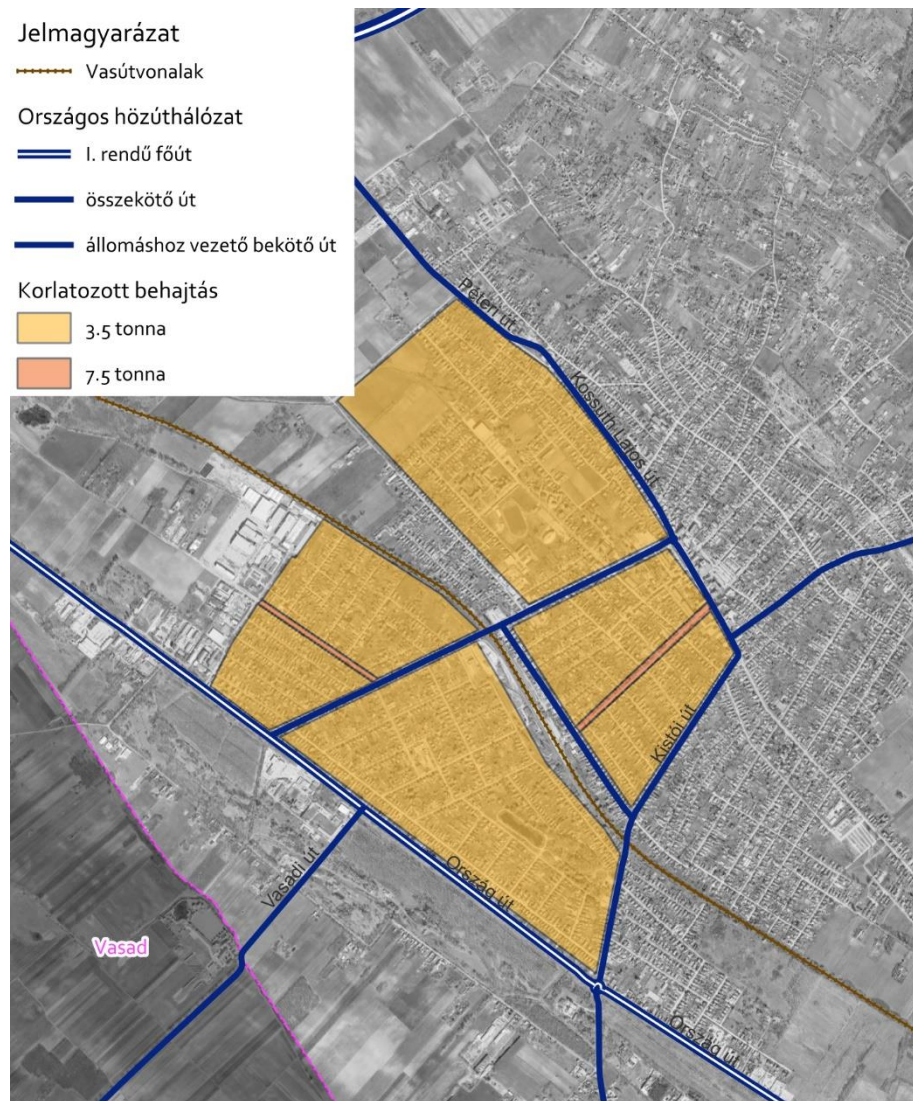 Jelmagyarázat
Vasútvonalak
Országos hözúthálózat
I. rendű főút
összekötő út
állomáshoz vezető bekötő út
Korlatozott behajtás
3.5 tonna
7.5 tonna
Péteri út
Kossuth Lajos út
Kistói út
Vasadi út
Ország út
Vasad
Ország út